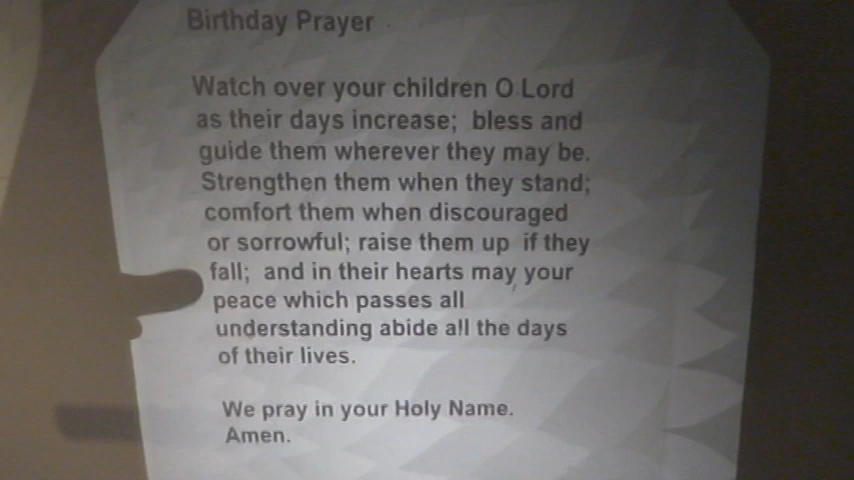 Birthday Prayer
Watch over your children O Lord
as their days increase; bless and
guide them wherever they may be.
Strengthen them when they stand;
comfort them when discouraged
or sorrowful; raise them up if they
fall; and in their hearts may your
peace which passes all
understanding abide all the days
of their lives.
We pray in your Holy Name.
Amen.